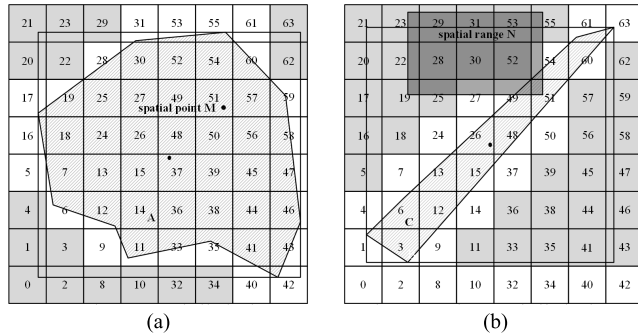 21 23 29 31 53 55 61 63
20 22 28 30 52 54 60 62
17 19 25 27 49 51 57 59
spatial point M
16 18 24 26 48 50 56 58
5 7 13 15 37 39 45 47
4 6 12 14 36 38 44 46
A
1 3 9 11 33 35 41 43
0 2 8 10 32 34 40 42
(a)
21 23 29 31 53 55 61 63
spatial range N
20 22 28 30 52 54 60 62
17 19 25 27 49 51 57 59
16 18 24 26 48 50 56 58
5 7 13 15 37 39 45 47
4 6 12 14 36 38 44 46
C
1 3 9 11 33 35 41 43
0 2 8 10 32 34 40 42
(b)